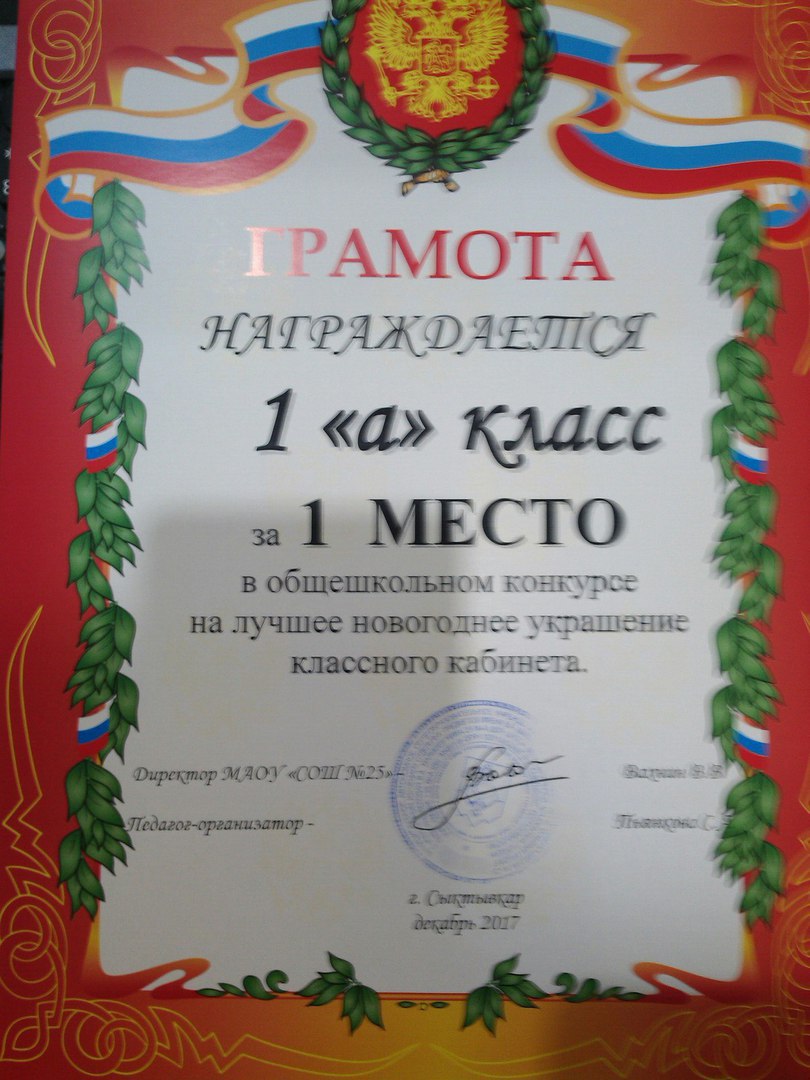 ГРАМОТА
НАГРАЖДАЕТСЯ
1 «а» класс
за 1 МЕСТО
в общешкольном конкурсе
на лучшее новогоднее украшение
классного кабинета.
Директор МАОУ «СОШ №25» -
Педагог-организатор - Пьянкова С.
г. Сыктывкар
декабрь 2017